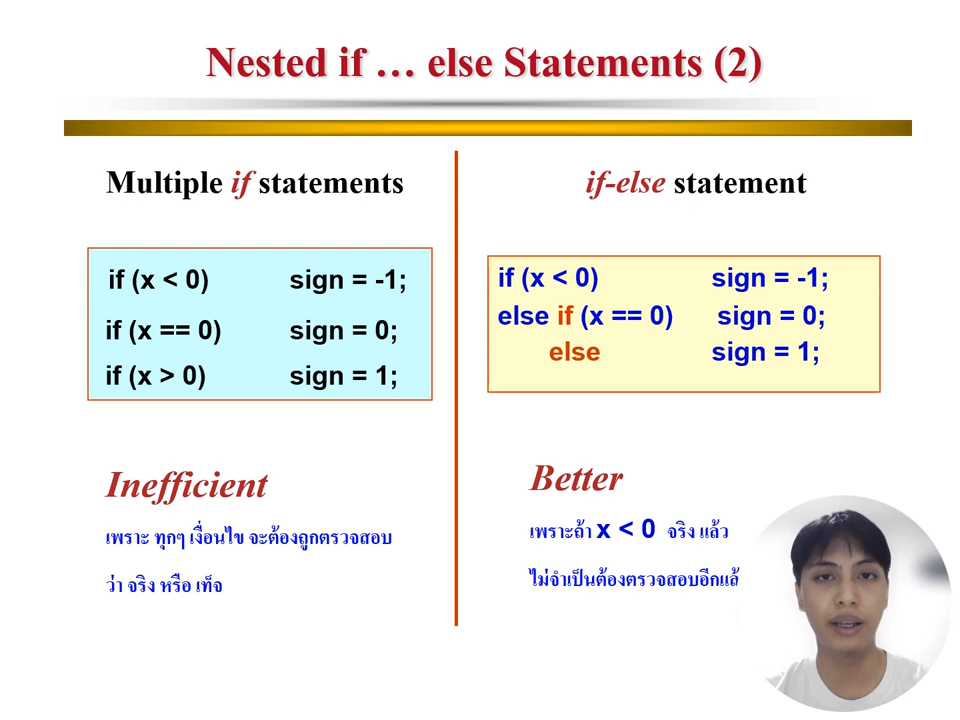 Nested if … else Statements (2)
Multiple if statements
if (x < 0) sign = -1;
if (x == 0) sign = 0;
if (x > 0) sign = 1;
Inefficient
เพราะ ทุกๆ เงื่อนไข จะต้องถูกตรวจสอบ
ว่า จริง หรือ เท็จ
if-else statement
if (x < 0) sign = -1;
else if (x == 0) sign = 0;
else sign = 1;
Better
เพราะถ้า x < 0 จริง แล้ว
ไม่จำเป็นต้องตรวจสอบอีกแล้